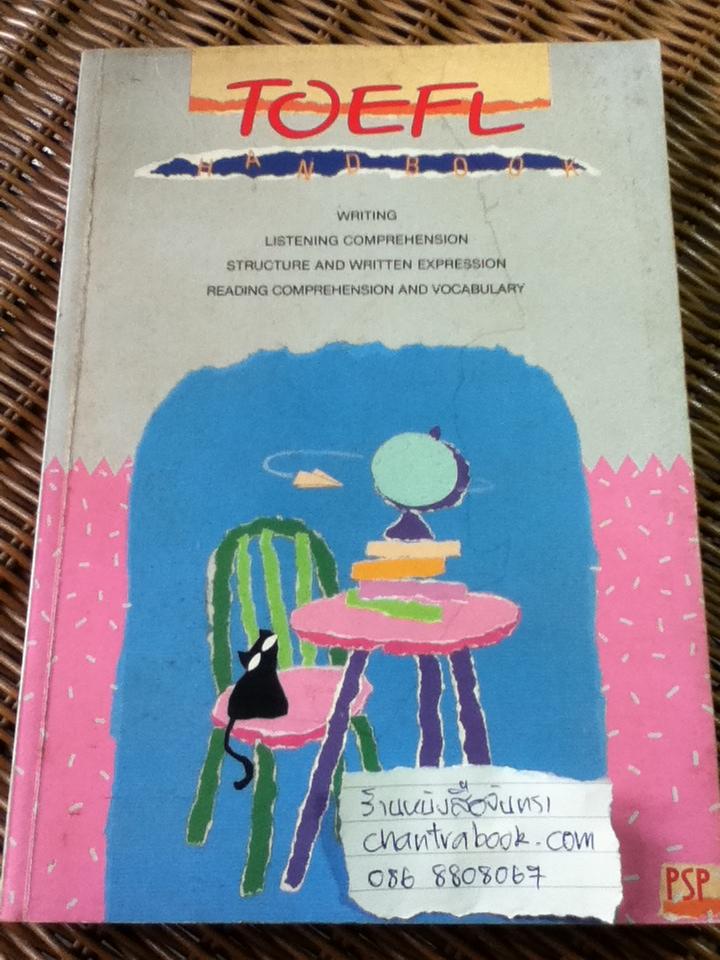 TOEFL
HANDBOOK
WRITING
LISTENING COMPREHENSION
STRUCTURE AND WRITTEN EXPRESSION
READING COMPREHENSION AND VOCABULARY
ร้านหนังสือจันทรา
chantrabook.com
086 8808067
PSP